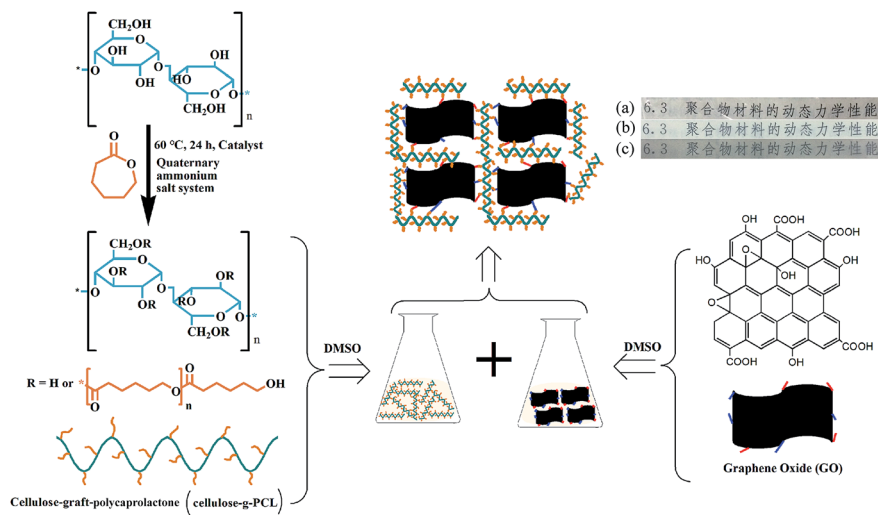 CH₂OH
OH
OH
OH
HO
CH₂OH
O
O
O
O
*
*
n
O
O
60 ℃, 24 h, Catalyst
Quaternary
ammonium
salt system
CH₂OR
OR
OR
OR
RO
CH₂OR
O
O
O
O
*
*
n
R = H or
*
O
O
O
OH
n
Cellulose-graft-polycaprolactone (cellulose-g-PCL)
DMSO
+
DMSO
(a) 6.3 聚合物材料的动态力学性能
(b) 6.3 聚合物材料的动态力学性能
(c) 6.3 聚合物材料的动态力学性能
OH
COOH
COOH
HO
O
OH
OH
O
COOH
OH
COOH
Graphene Oxide (GO)